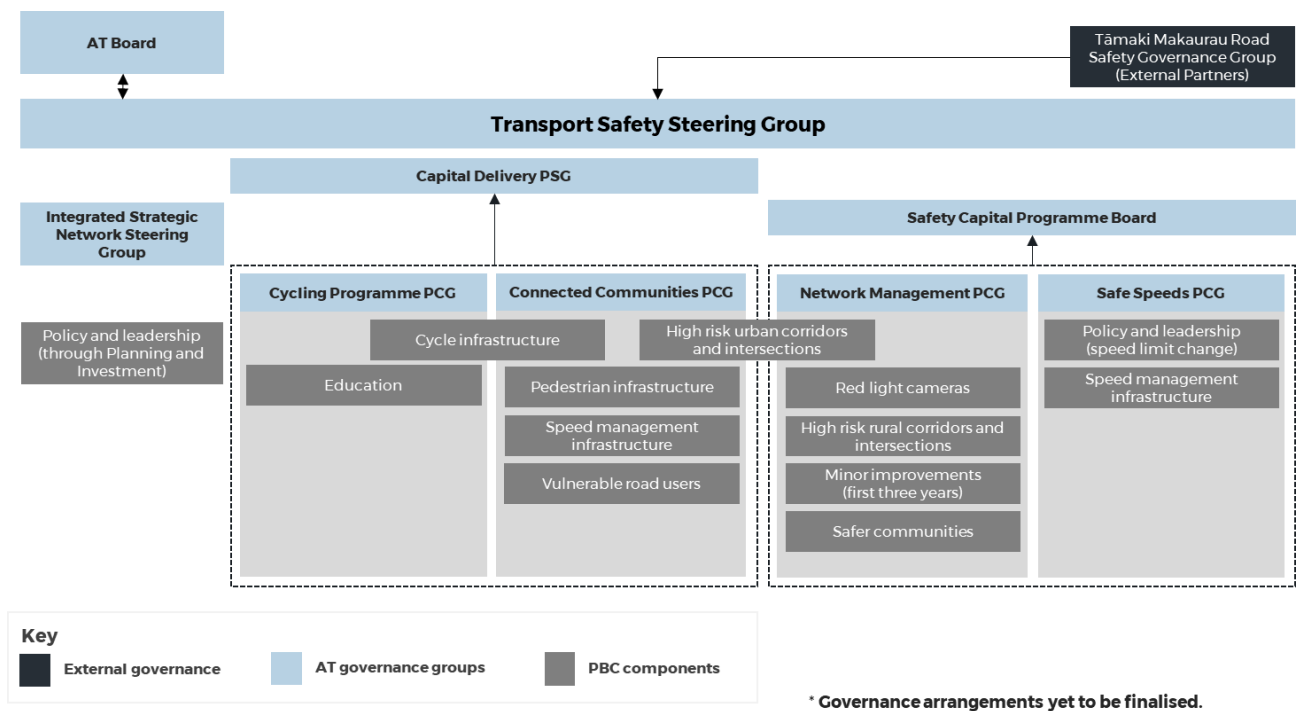 AT Board
Tāmaki Makaurau Road
Safety Governance Group
(External Partners)
Transport Safety Steering Group
Capital Delivery PSG
Integrated Strategic
Network Steering
Group
Safety Capital Programme Board
Cycling Programme PCG
Connected Communities PCG
Network Management PCG
Safe Speeds PCG
Policy and leadership
(through Planning and
Investment)
Cycle infrastructure
High risk urban corridors
and intersections
Policy and leadership
(speed limit change)
Education
Pedestrian infrastructure
Red light cameras
Speed management
infrastructure
Speed management
infrastructure
High risk rural corridors and
intersections
Vulnerable road users
Minor improvements
(first three years)
Safer communities
Key
External governance
AT governance groups
PBC components
* Governance arrangements yet to be finalised.